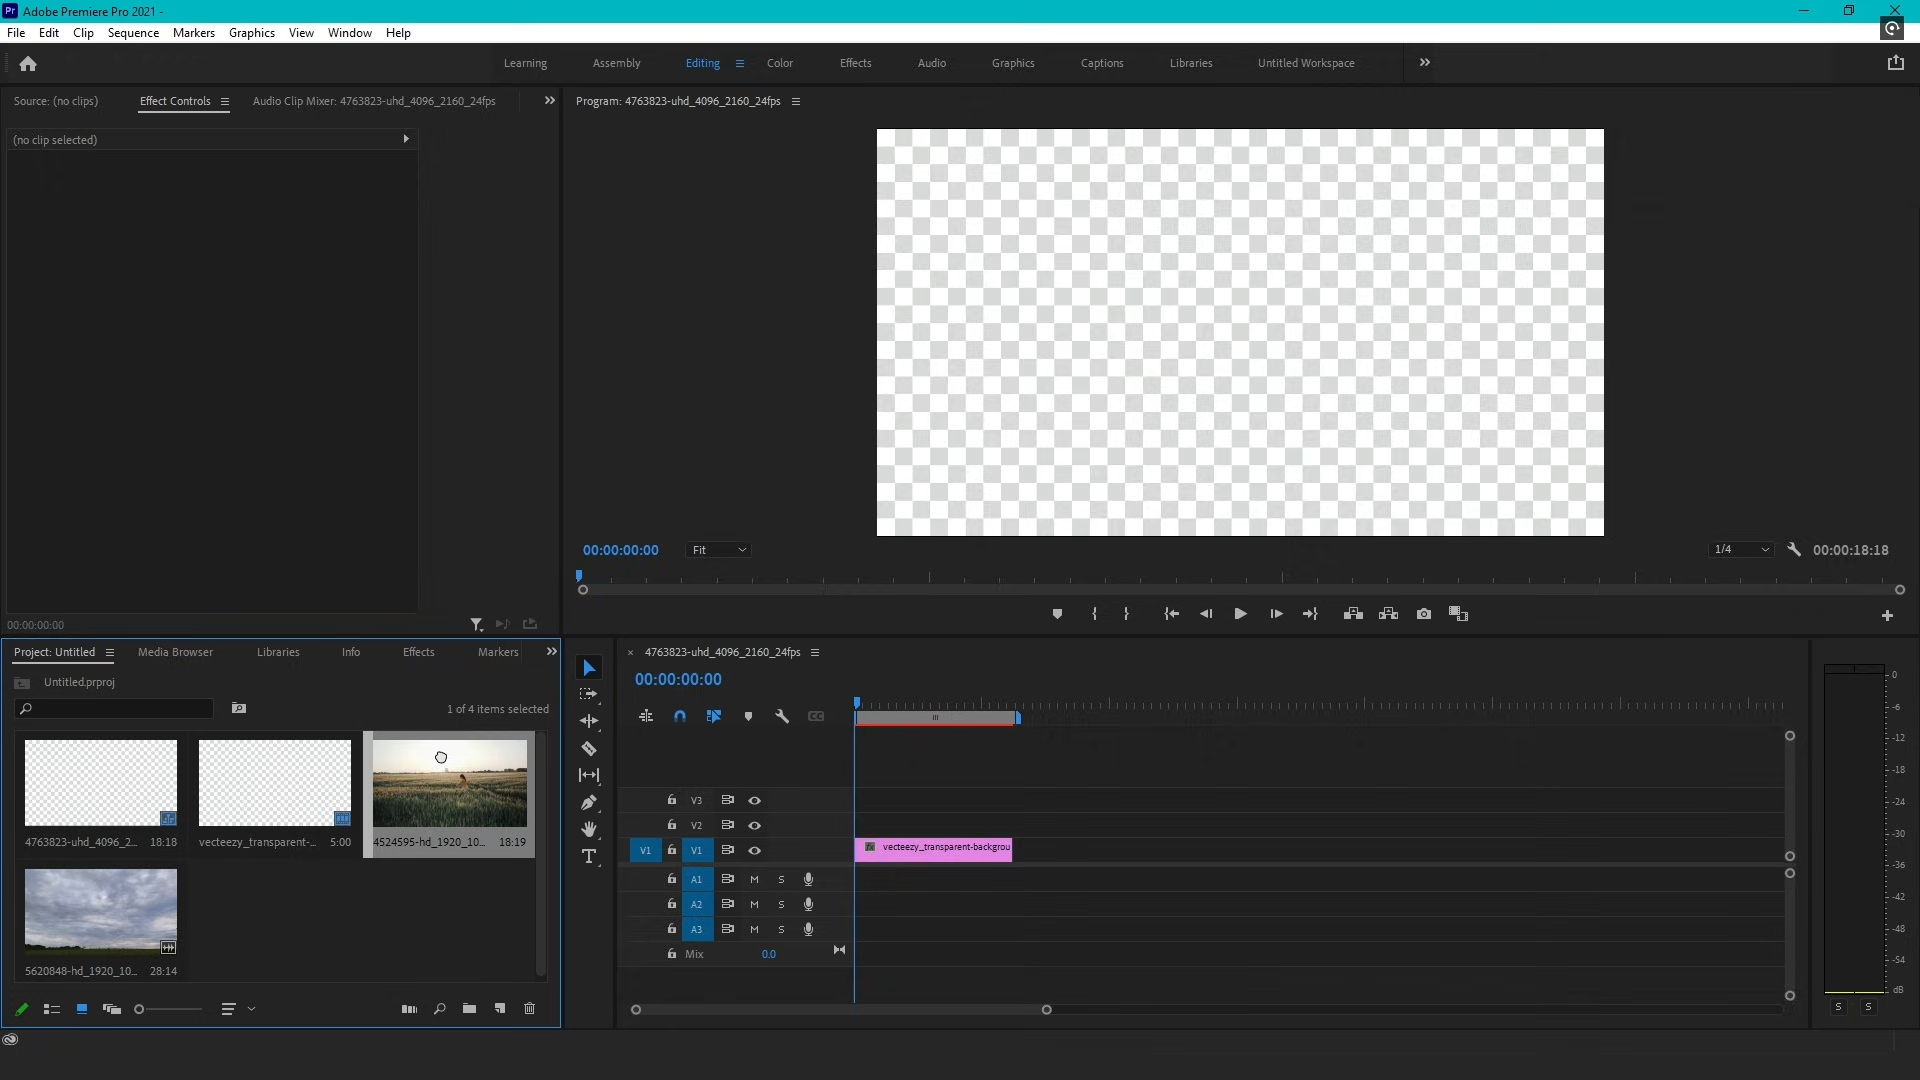 Pr Adobe Premiere Pro 2021 -
File Edit Clip Sequence Markers Graphics View Window Help
Learning Assembly Editing Color Effects Audio Graphics Captions Libraries Untitled Workspace
Source: (no clips) Effect Controls Audio Clip Mixer: 4763823-uhd_4096_2160_24fps
Program: 4763823-uhd_4096_2160_24fps
(no clip selected)
00:00:00:00 Fit 1/4 00:00:18:18
00:00:00:00
Project: Untitled Media Browser Libraries Info Effects Markers
Untitled.prproj
1 of 4 items selected
4763823-uhd_4096_2... 18:18
vecteezy_transparent-... 5:00
4524595-hd_1920_10... 18:19
5620848-hd_1920_10... 28:14
4763823-uhd_4096_2160_24fps
00:00:00:00
V3
V2
V1 V1 fx vecteezy_transparent-backgrou
A1 M S
A2 M S
A3 M S
Mix 0.0
0
-6
-12
-18
-24
-30
-36
-42
-48
-54
dB
S S